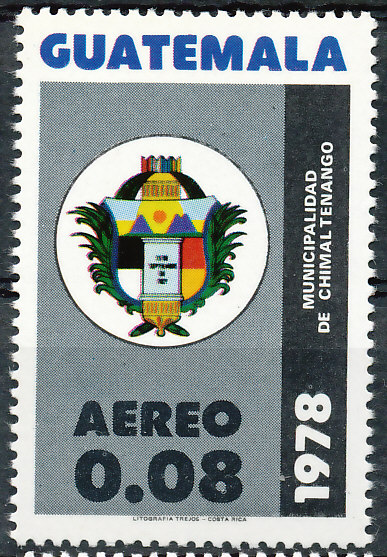 GUATEMALA
MUNICIPALIDAD
DE CHIMALTENANGO
1978
AEREO
0.08
LITOGRAFIA TREJOS - COSTA RICA